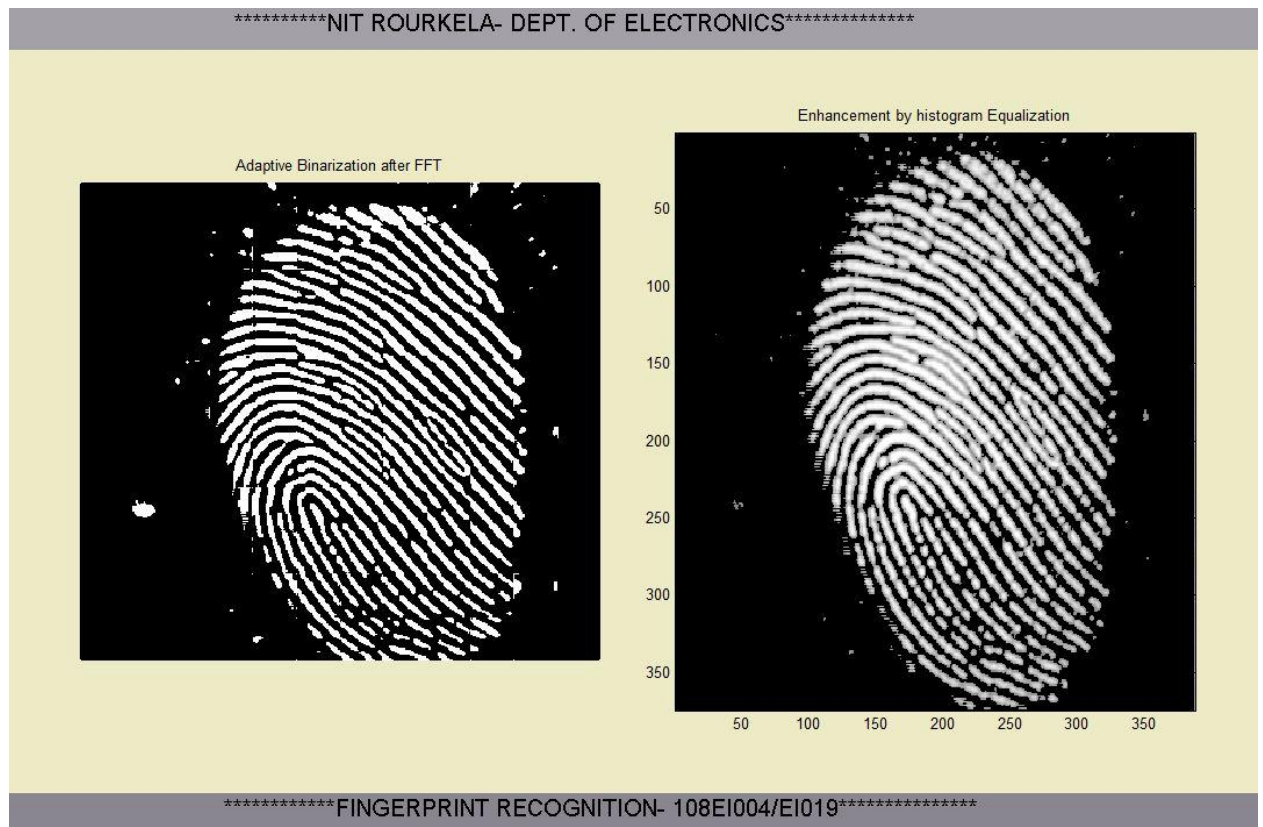 **********NIT ROURKELA- DEPT. OF ELECTRONICS**************
Adaptive Binarization after FFT
Enhancement by histogram Equalization
50
100
150
200
250
300
350
50 100 150 200 250 300 350
************FINGERPRINT RECOGNITION- 108EI004/EI019***************